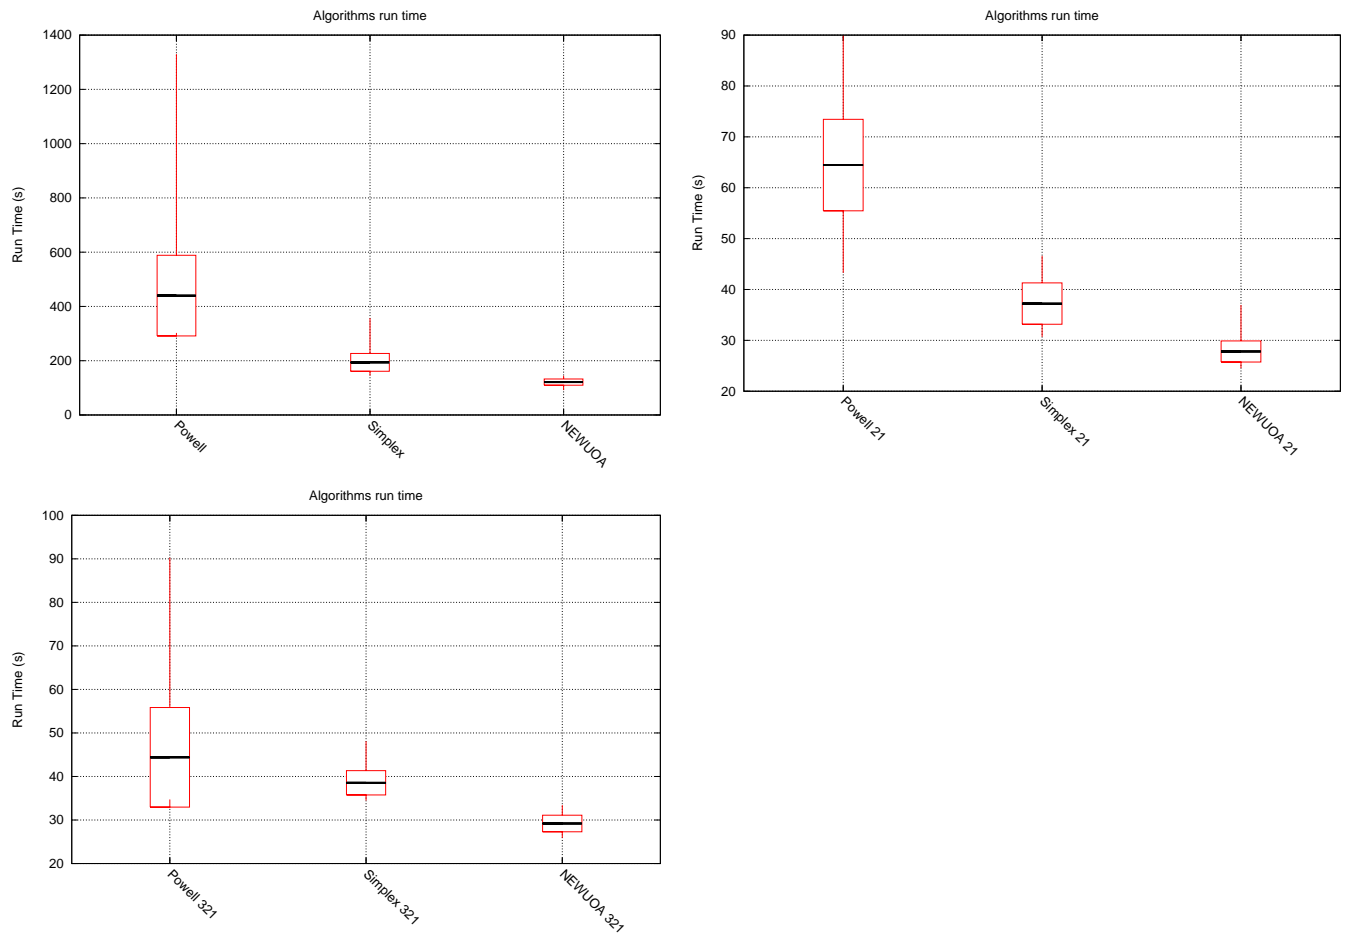 Algorithms run time
1400
1200
1000
800
600
400
200
0
Run Time (s)
Powell
Simplex
NEWUOA
Algorithms run time
90
80
70
60
50
40
30
20
Run Time (s)
Powell 21
Simplex 21
NEWUOA 21
Algorithms run time
100
90
80
70
60
50
40
30
20
Run Time (s)
Powell 321
Simplex 321
NEWUOA 321